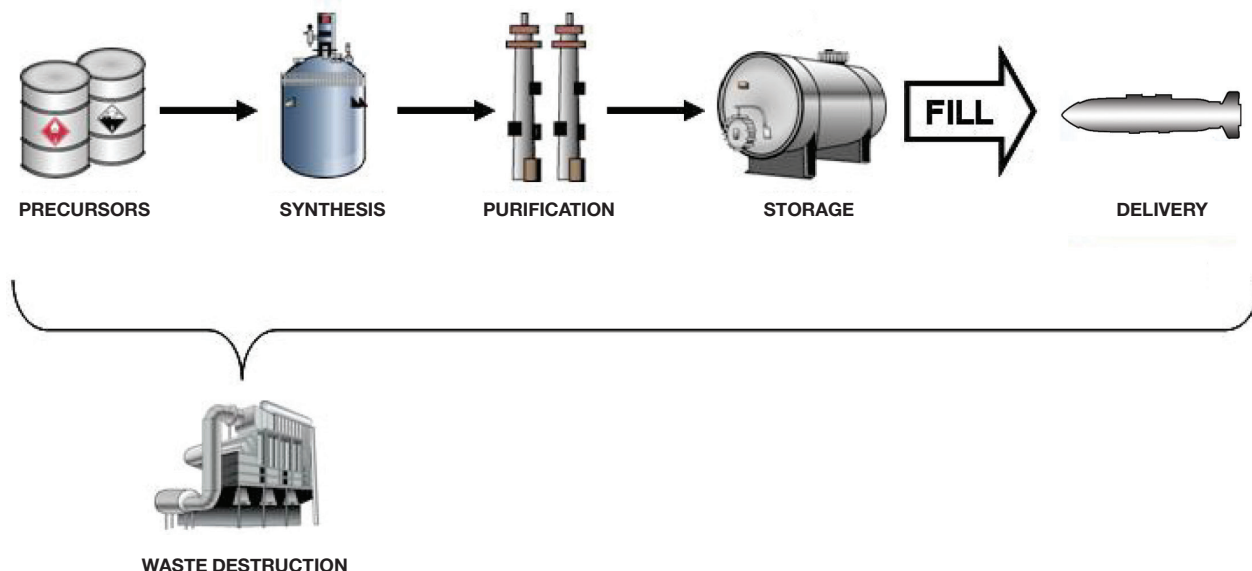 FILL
PRECURSORS
SYNTHESIS
PURIFICATION
STORAGE
DELIVERY
WASTE DESTRUCTION